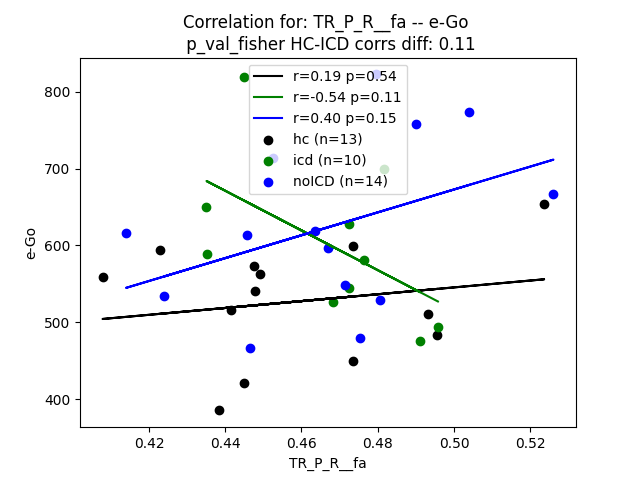 Correlation for: TR_P_R__fa -- e-Go
p_val_fisher HC-ICD corrs diff: 0.11
r=0.19 p=0.54
r=-0.54 p=0.11
r=0.40 p=0.15
hc (n=13)
icd (n=10)
noICD (n=14)
800
700
600
500
400
e-Go
0.42 0.44 0.46 0.48 0.50 0.52
TR_P_R__fa